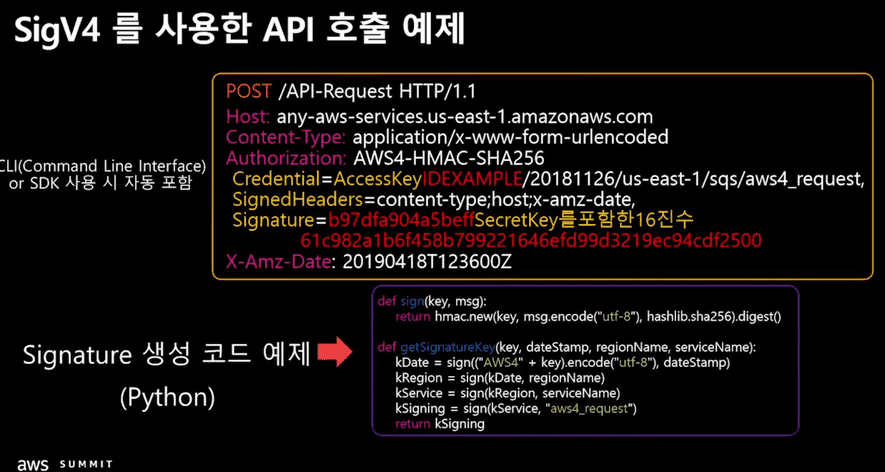 SigV4 를 사용한 API 호출 예제
POST /API-Request HTTP/1.1
Host: any-aws-services.us-east-1.amazonaws.com
Content-Type: application/x-www-form-urlencoded
Authorization: AWS4-HMAC-SHA256
Credential=AccessKeyIDEXAMPLE/20181126/us-east-1/sqs/aws4_request,
SignedHeaders=content-type;host;x-amz-date,
Signature=b97dfa904a5beffSecretKey를포함한16진수
61c982a1b6f458b799221646efd99d3219ec94cdf2500
X-Amz-Date: 20190418T123600Z
CLI(Command Line Interface)
or SDK 사용 시 자동 포함
Signature 생성 코드 예제
(Python)
def sign(key, msg):
return hmac.new(key, msg.encode("utf-8"), hashlib.sha256).digest()
def getSignatureKey(key, dateStamp, regionName, serviceName):
kDate = sign(("AWS4" + key).encode("utf-8"), dateStamp)
kRegion = sign(kDate, regionName)
kService = sign(kRegion, serviceName)
kSigning = sign(kService, "aws4_request")
return kSigning
aws SUMMIT